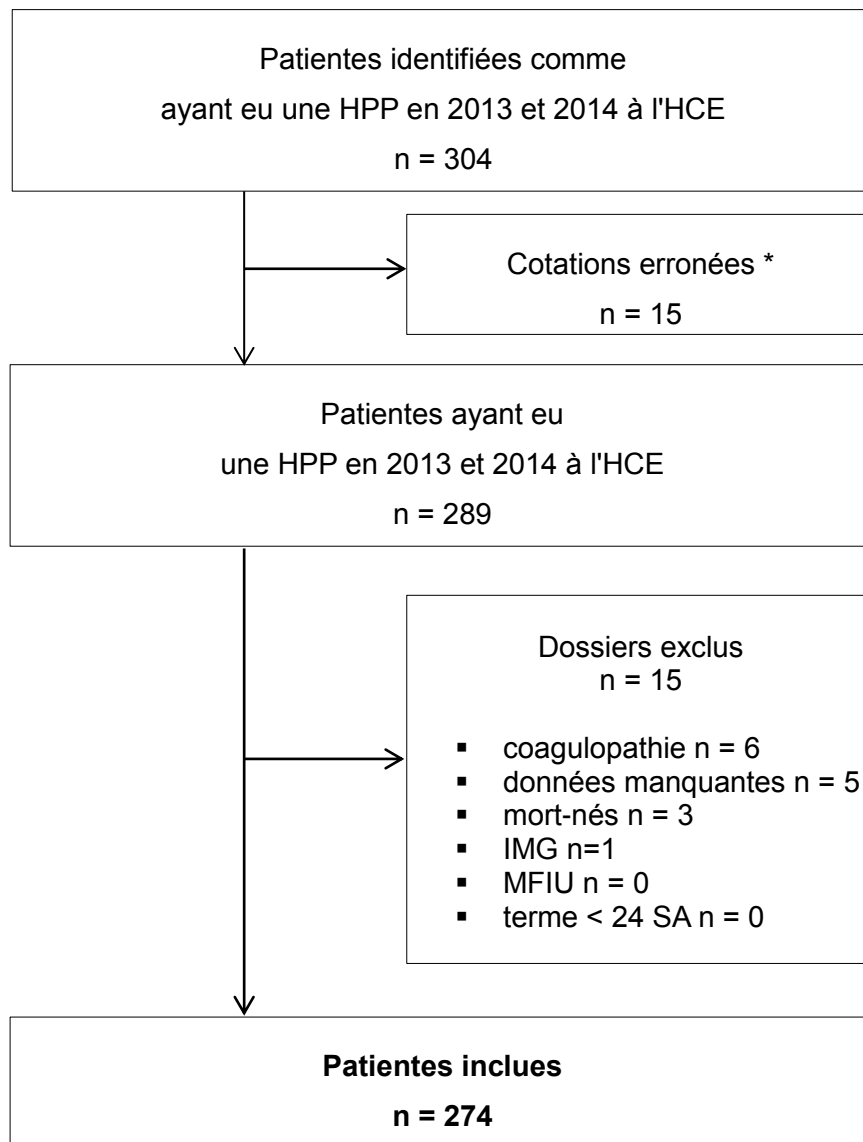 Patientes identifiées comme
ayant eu une HPP en 2013 et 2014 à l'HCE
n = 304
Cotations erronées *
n = 15
Patientes ayant eu
une HPP en 2013 et 2014 à l'HCE
n = 289
Dossiers exclus
n = 15
▪ coagulopathie n = 6
▪ données manquantes n = 5
▪ mort-nés n = 3
▪ IMG n=1
▪ MFIU n = 0
▪ terme < 24 SA n = 0
Patientes inclues
n = 274